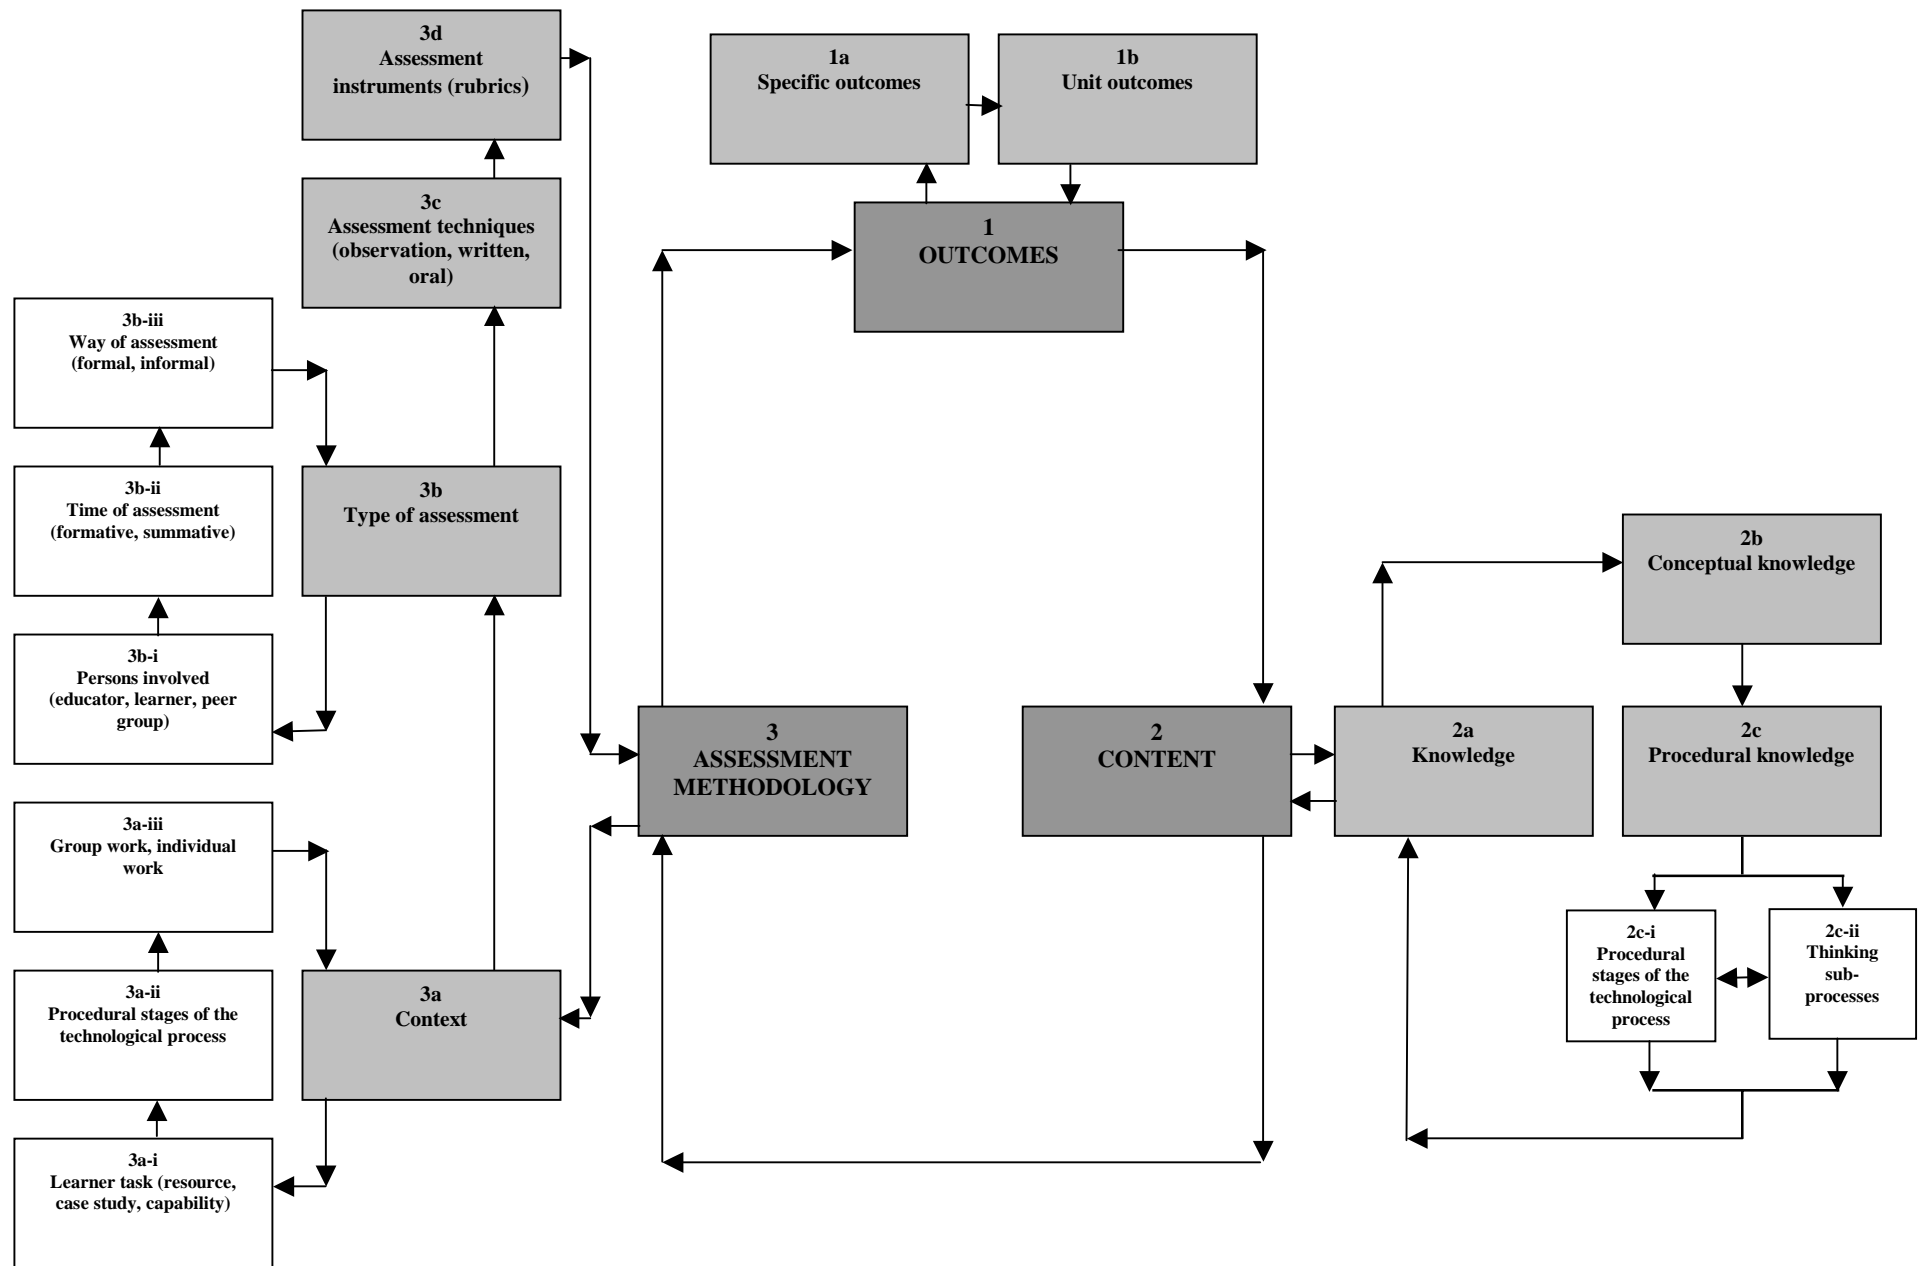 3d
Assessment
instruments (rubrics)
1a
Specific outcomes
1b
Unit outcomes
3c
Assessment techniques
(observation, written,
oral)
1
OUTCOMES
3b-iii
Way of assessment
(formal, informal)
3b-ii
Time of assessment
(formative, summative)
3b
Type of assessment
2b
Conceptual knowledge
3b-i
Persons involved
(educator, learner, peer
group)
3
ASSESSMENT
METHODOLOGY
2
CONTENT
2a
Knowledge
2c
Procedural knowledge
3a-iii
Group work, individual
work
2c-i
Procedural
stages of the
technological
process
2c-ii
Thinking
sub-
processes
3a-ii
Procedural stages of the
technological process
3a
Context
3a-i
Learner task (resource,
case study, capability)